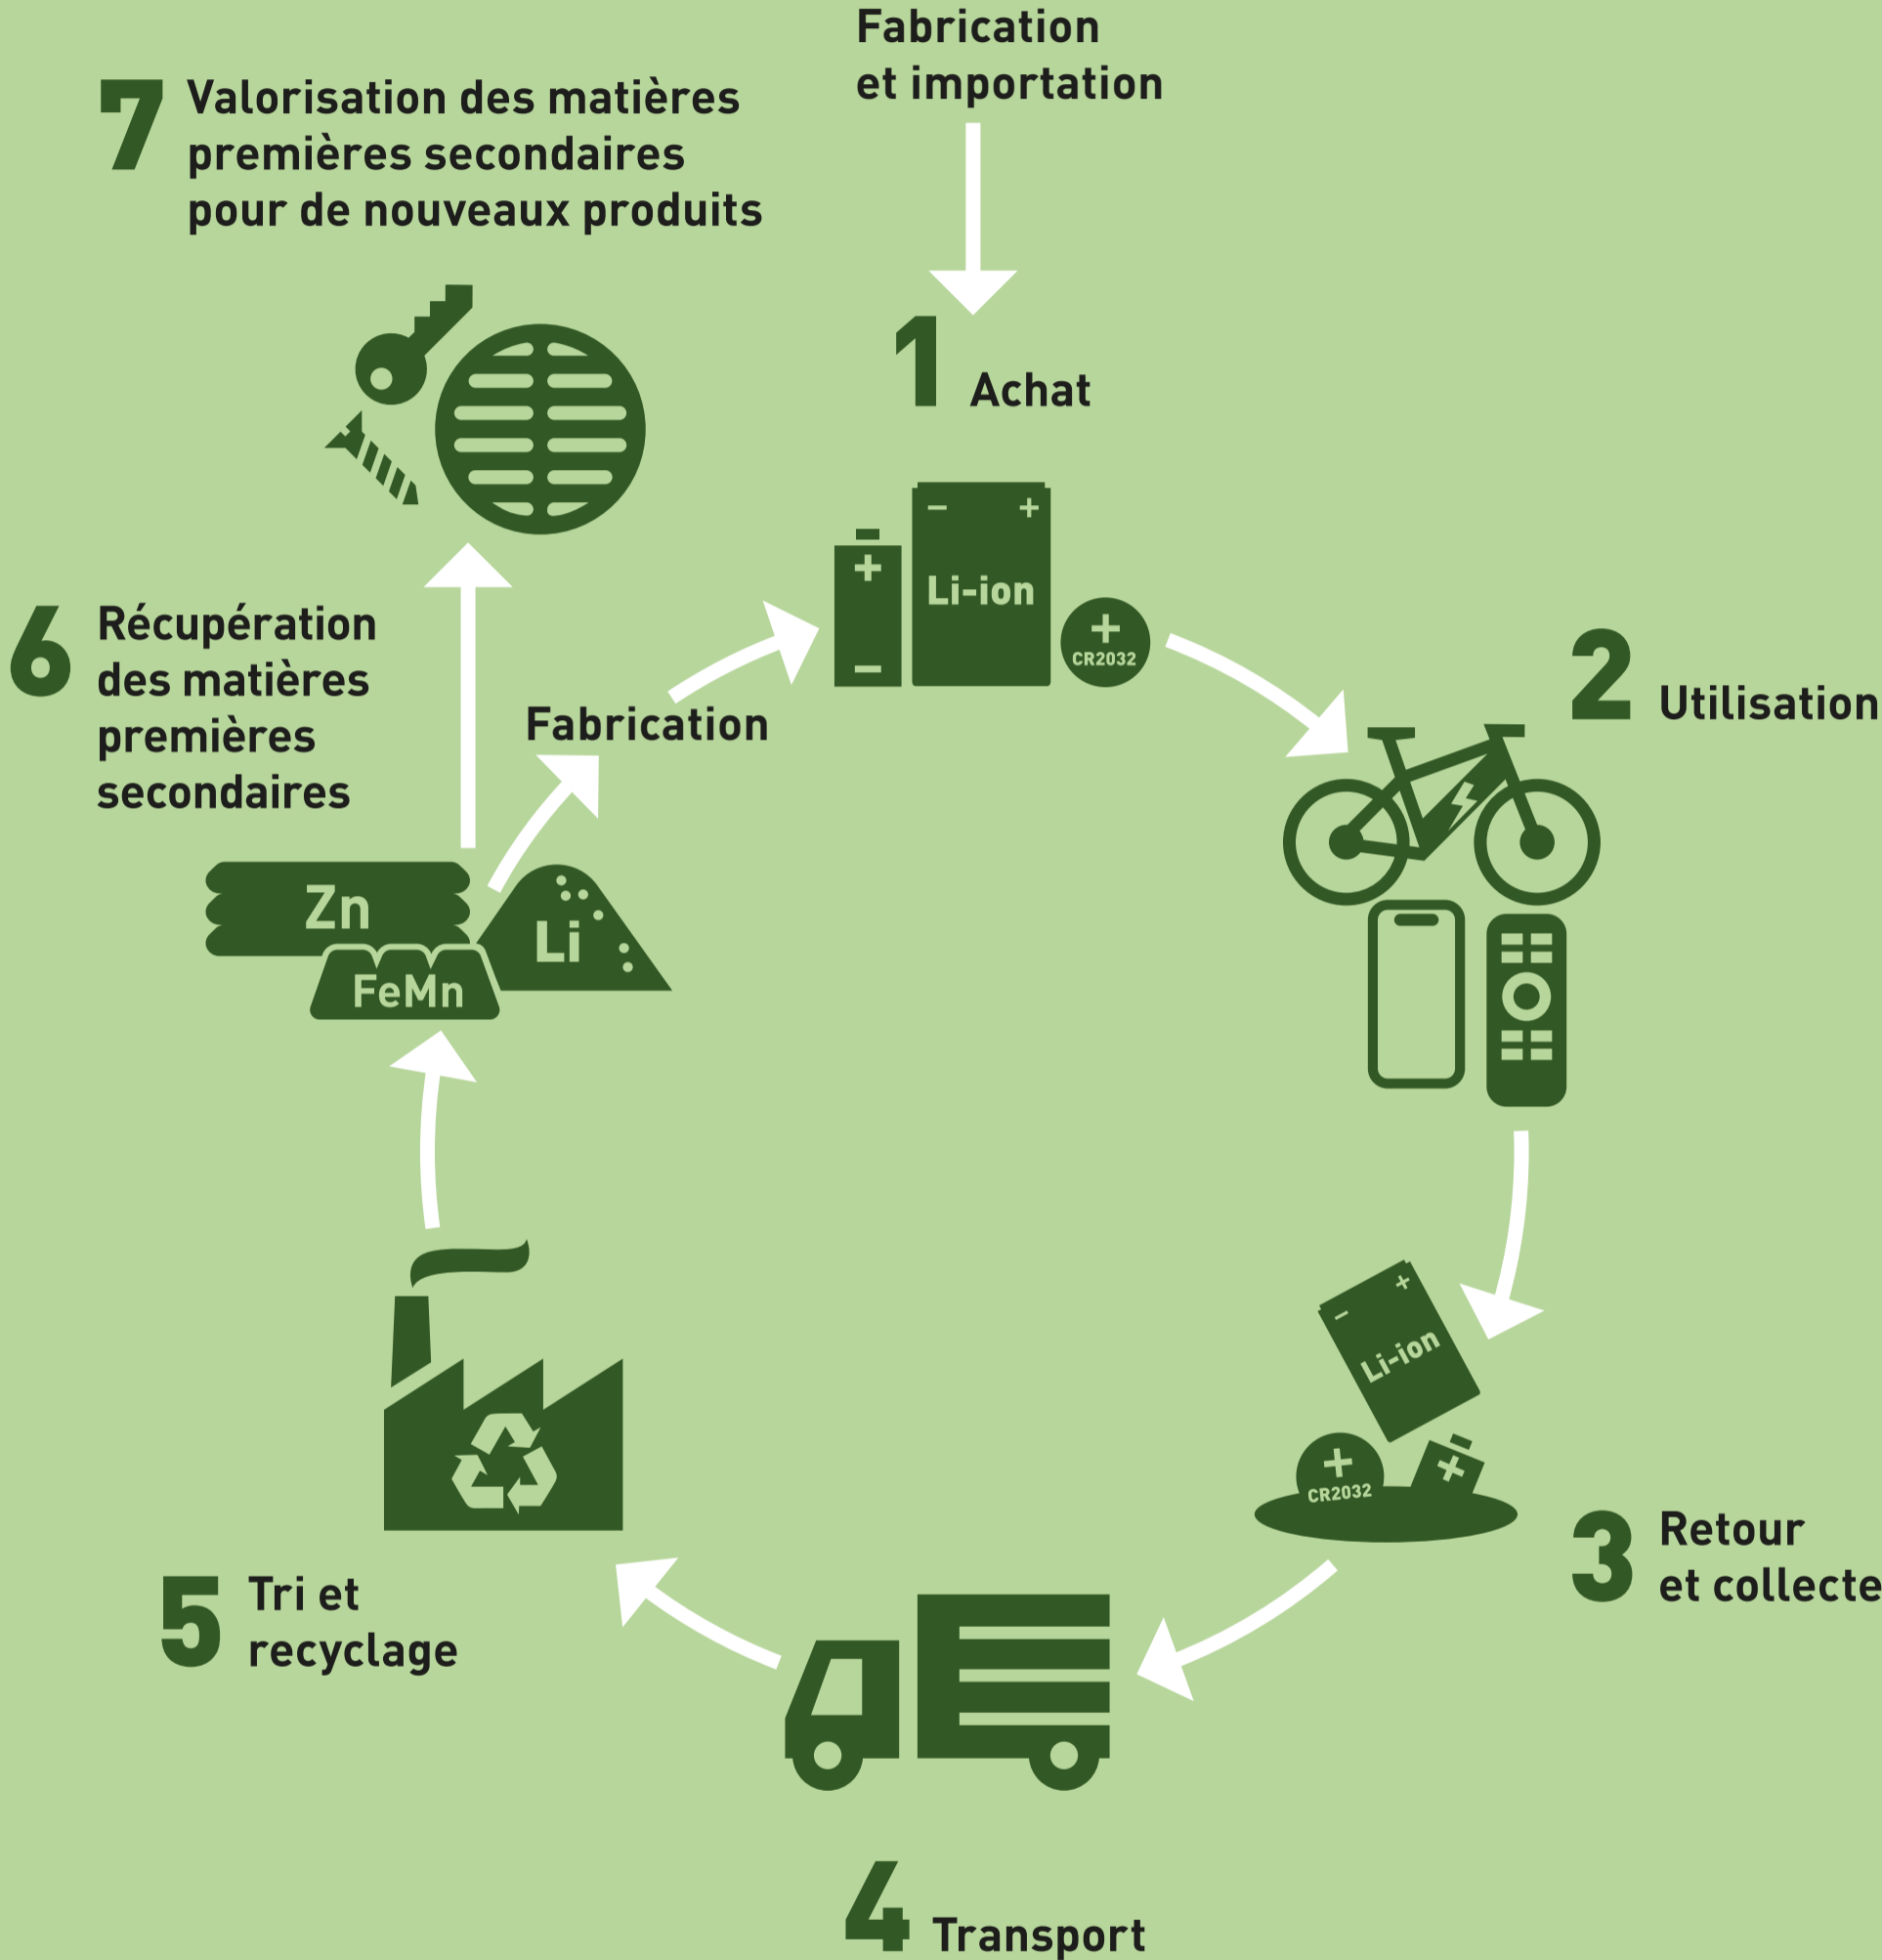 Fabrication
et importation
1 Achat
− +
Li-ion
+
−
+
CR2032
2 Utilisation
− +
Li-ion
+
CR2032
+
3 Retour
et collecte
4 Transport
5 Tri et
recyclage
6 Récupération
des matières
premières
secondaires
Zn
Li
FeMn
Fabrication
7 Valorisation des matières
premières secondaires
pour de nouveaux produits